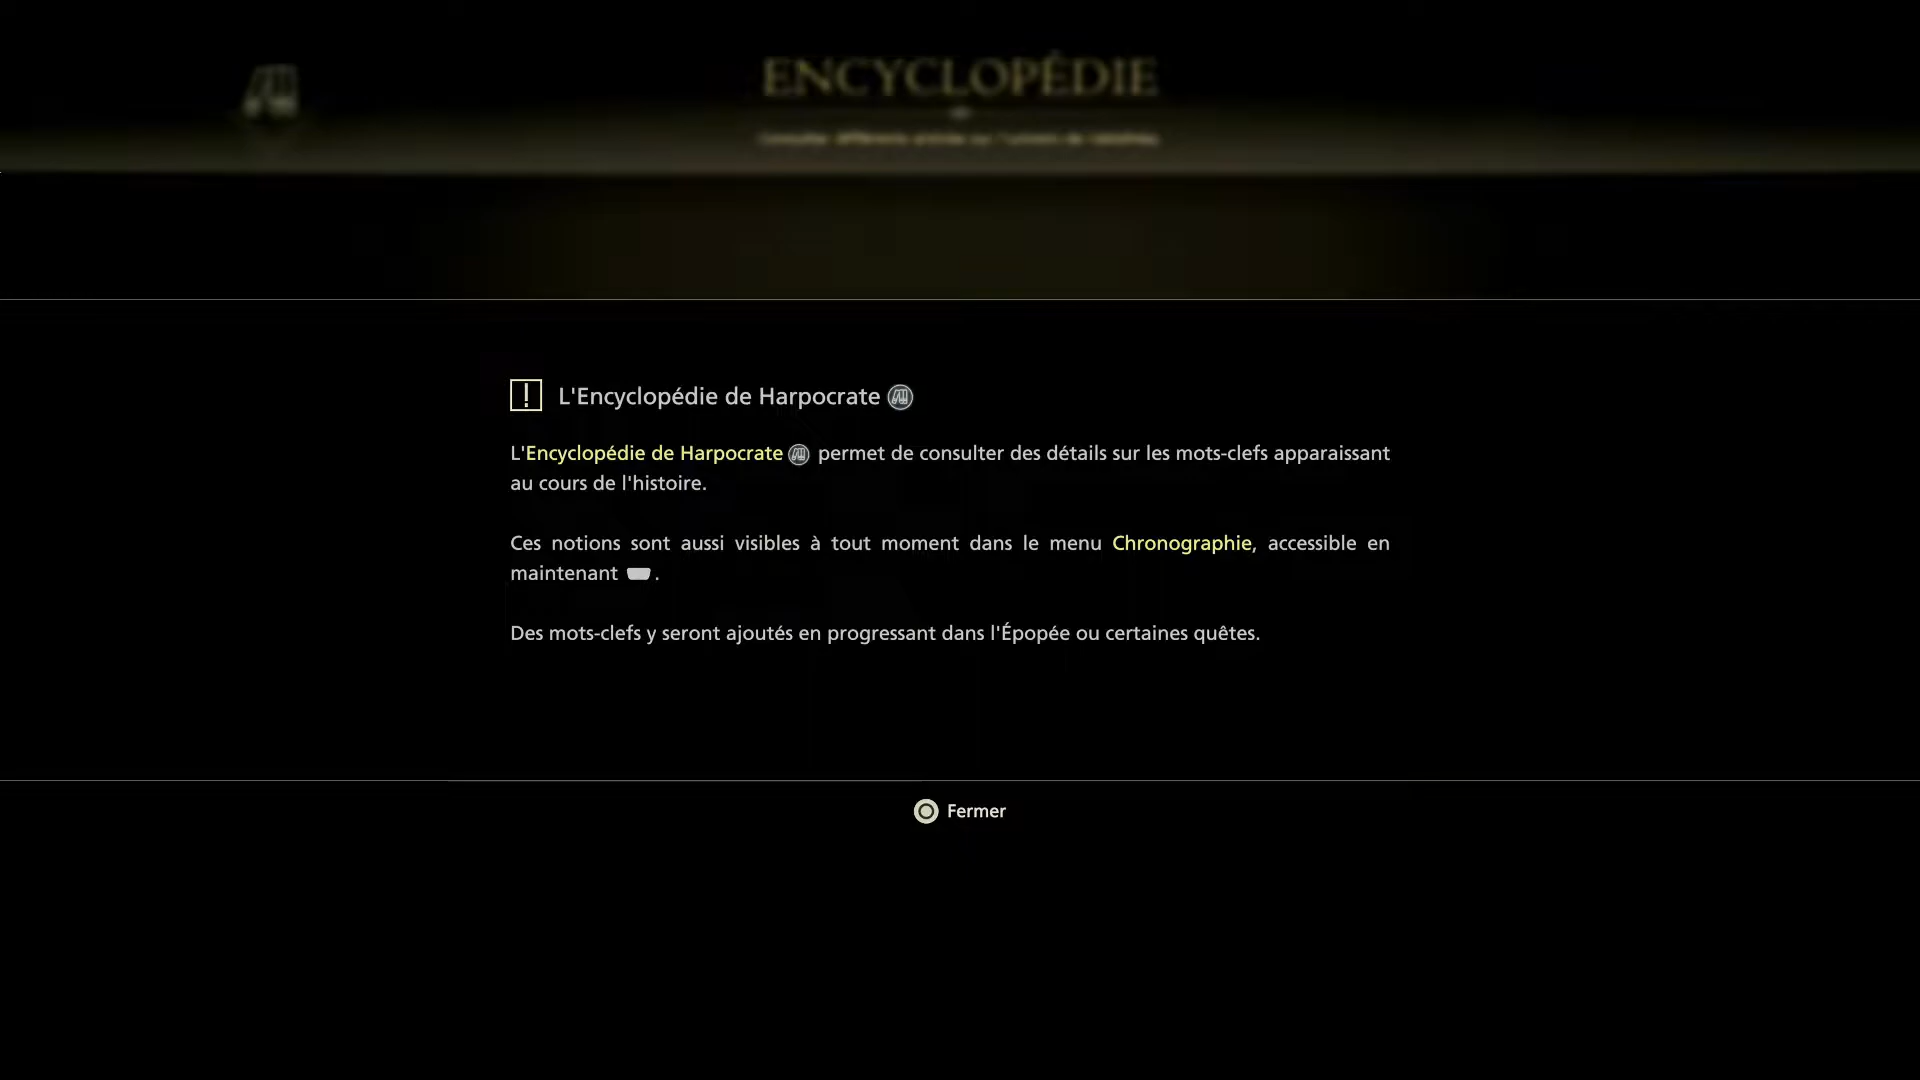 ENCYCLOPÉDIE
L'Encyclopédie de Harpocrate
L'Encyclopédie de Harpocrate permet de consulter des détails sur les mots-clefs apparaissant
au cours de l'histoire.
Ces notions sont aussi visibles à tout moment dans le menu Chronographie, accessible en
maintenant .
Des mots-clefs y seront ajoutés en progressant dans l'Épopée ou certaines quêtes.
Fermer